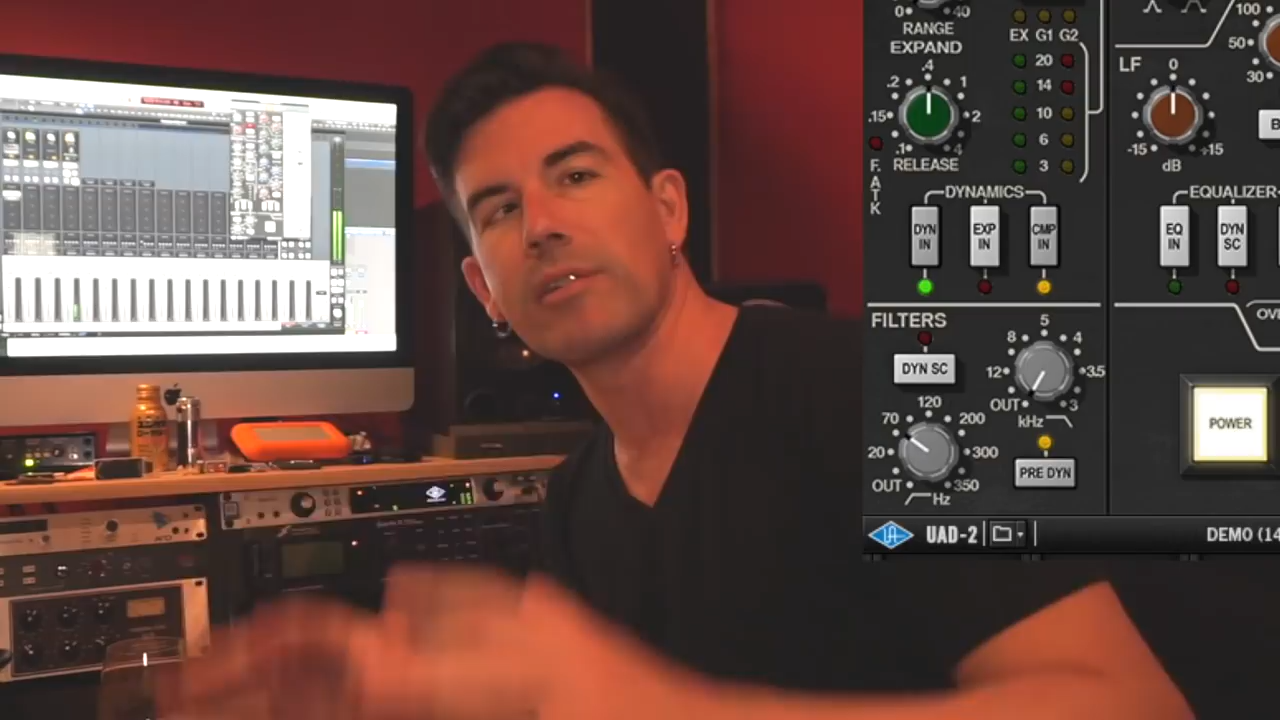 0 40
RANGE
EXPAND
.4
.2 1
.15 2
.1 4
RELEASE
F.ATK
EX G1 G2
20
14
10
6
3
DYNAMICS
DYN IN
EXP IN
CMP IN
FILTERS
DYN SC
120
70 200
20 300
OUT 350
Hz
5
8 4
12 3.5
OUT 3
kHz
PRE DYN
100
50
30
LF
0
-15 +15
dB
B
EQUALIZER
EQ IN
DYN SC
OVE
POWER
UAD-2
DEMO (14